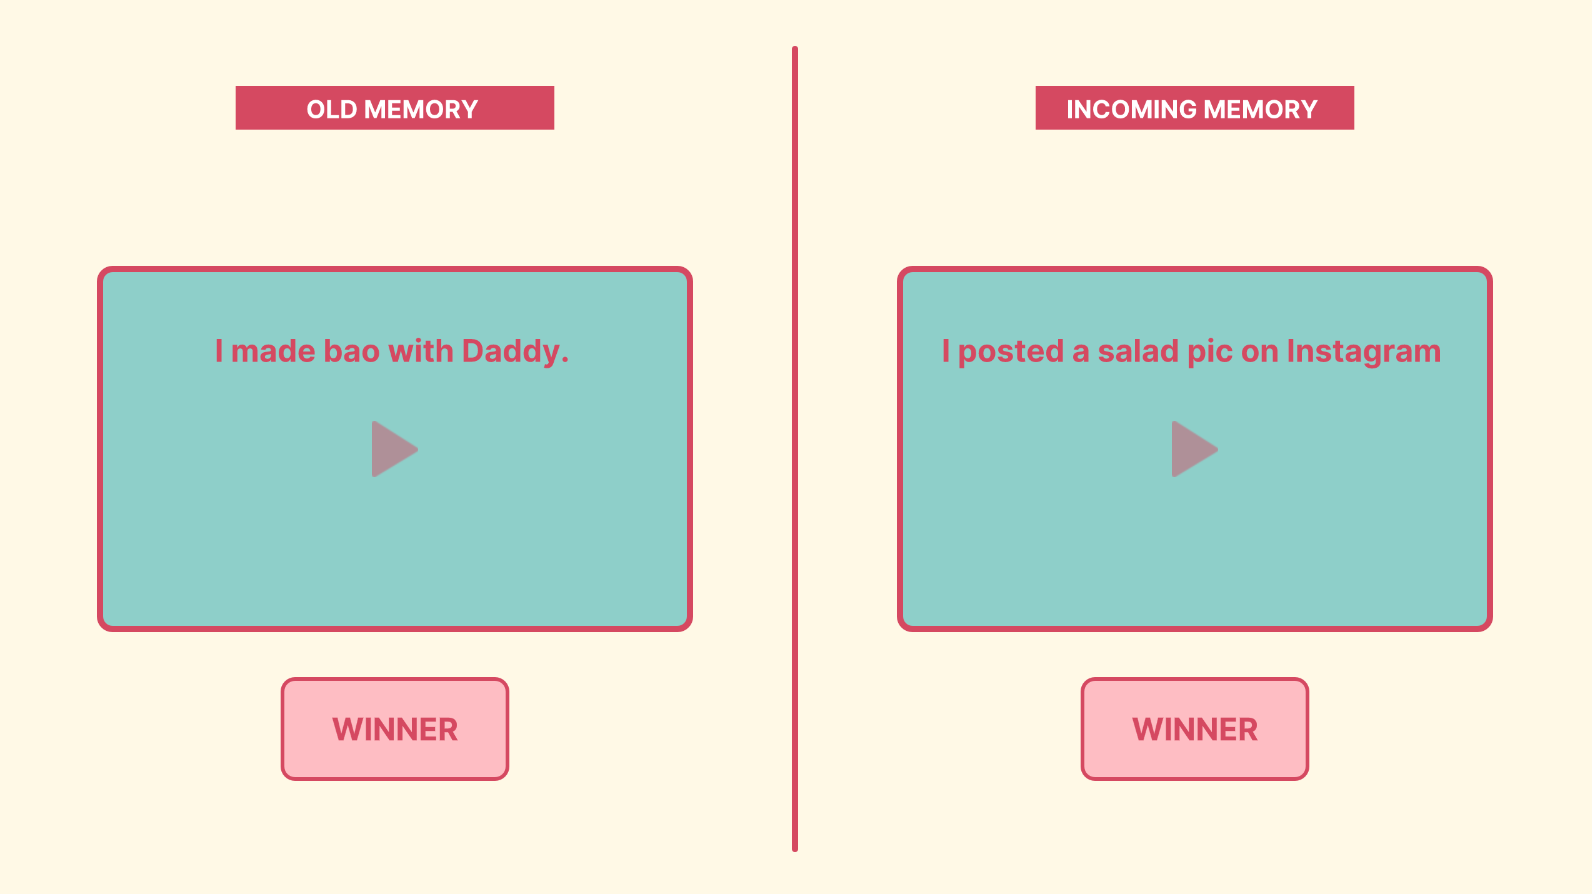 OLD MEMORY
I made bao with Daddy.
WINNER
INCOMING MEMORY
I posted a salad pic on Instagram
WINNER